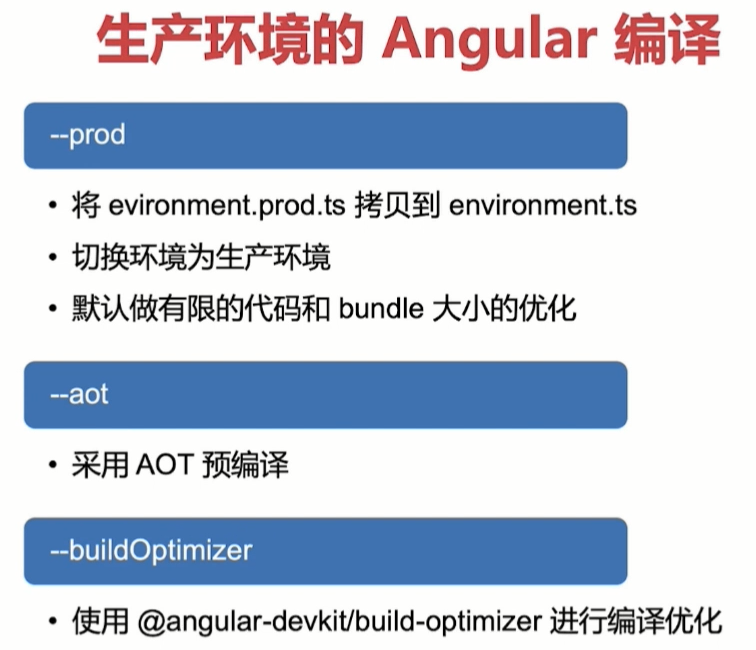 生产环境的 Angular 编译
--prod
• 将 evironment.prod.ts 拷贝到 environment.ts
• 切换环境为生产环境
• 默认做有限的代码和 bundle 大小的优化
--aot
• 采用 AOT 预编译
--buildOptimizer
• 使用 @angular-devkit/build-optimizer 进行编译优化